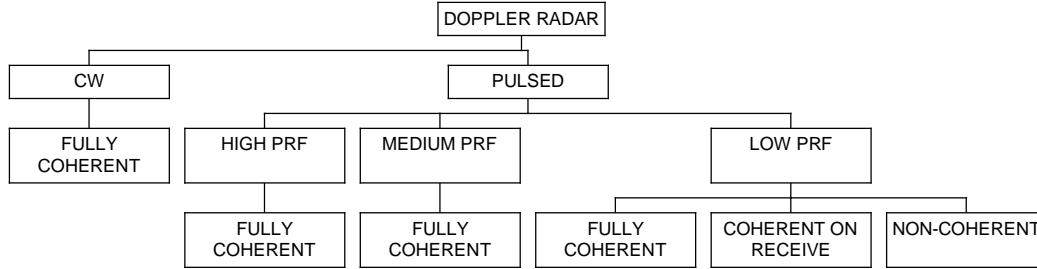 DOPPLER RADAR
CW
PULSED
FULLY
COHERENT
HIGH PRF
MEDIUM PRF
LOW PRF
FULLY
COHERENT
FULLY
COHERENT
FULLY
COHERENT
COHERENT ON
RECEIVE
NON-COHERENT